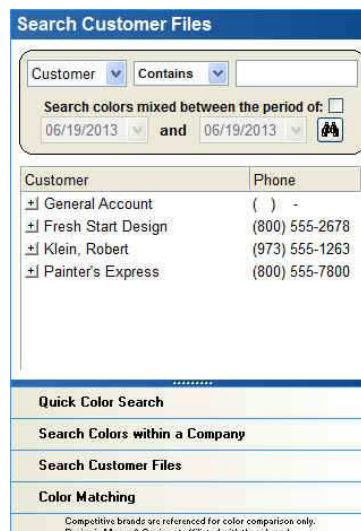 Search Customer Files
Customer Contains
Search colors mixed between the period of:
06/19/2013 and 06/19/2013
Customer Phone
General Account ( ) -
Fresh Start Design (800) 555-2678
Klein, Robert (973) 555-1263
Painter's Express (800) 555-7800
Quick Color Search
Search Colors within a Company
Search Customer Files
Color Matching
Competitive brands are referenced for color comparison only.